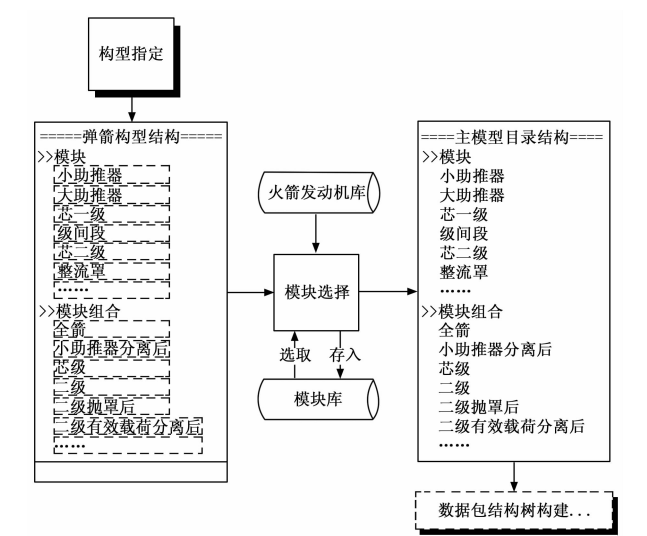 构型指定
=====弹箭构型结构=====
>>模块
小助推器
大助推器
芯一级
级间段
芯二级
整流罩
……
>>模块组合
全箭
小助推器分离后
芯级
二级
二级抛罩后
二级有效载荷分离后
……
火箭发动机库
模块选择
选取
存入
模块库
====主模型目录结构====
>>模块
小助推器
大助推器
芯一级
级间段
芯二级
整流罩
……
>>模块组合
全箭
小助推器分离后
芯级
二级
二级抛罩后
二级有效载荷分离后
……
数据包结构树构建...